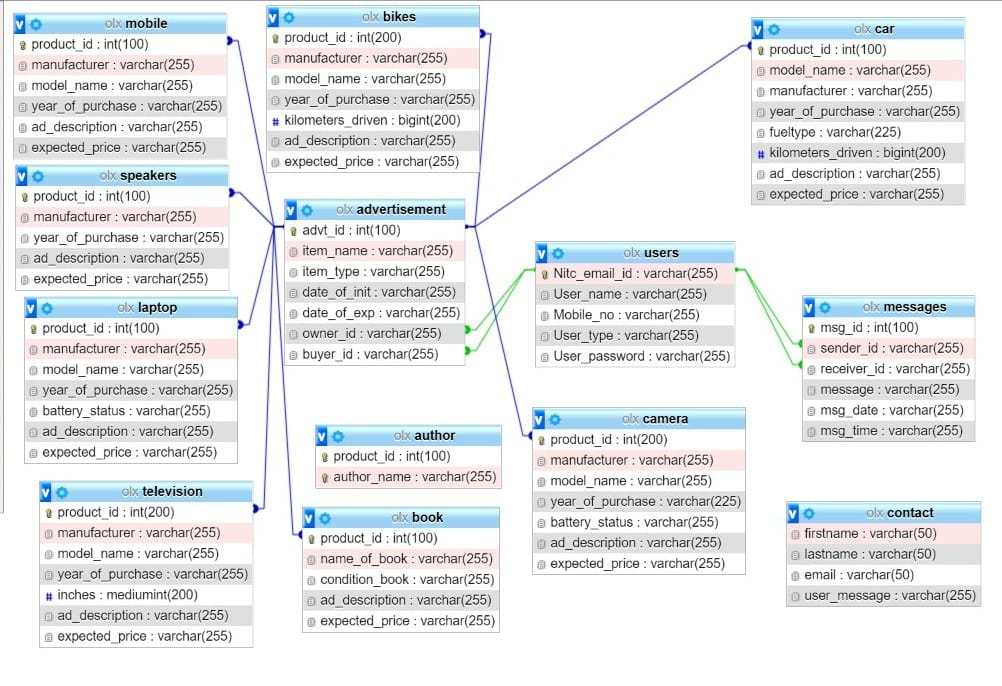 olx mobile
product_id : int(100)
manufacturer : varchar(255)
model_name : varchar(255)
year_of_purchase : varchar(255)
ad_description : varchar(255)
expected_price : varchar(255)
olx speakers
product_id : int(100)
manufacturer : varchar(255)
year_of_purchase : varchar(255)
ad_description : varchar(255)
expected_price : varchar(255)
olx laptop
product_id : int(100)
manufacturer : varchar(255)
model_name : varchar(255)
year_of_purchase : varchar(255)
battery_status : varchar(255)
ad_description : varchar(255)
expected_price : varchar(255)
olx television
product_id : int(200)
manufacturer : varchar(255)
model_name : varchar(255)
year_of_purchase : varchar(255)
# inches : mediumint(200)
ad_description : varchar(255)
expected_price : varchar(255)
olx bikes
product_id : int(200)
manufacturer : varchar(255)
model_name : varchar(255)
year_of_purchase : varchar(255)
# kilometers_driven : bigint(200)
ad_description : varchar(255)
expected_price : varchar(255)
olx advertisement
advt_id : int(100)
item_name : varchar(255)
item_type : varchar(255)
date_of_init : varchar(255)
date_of_exp : varchar(255)
owner_id : varchar(255)
buyer_id : varchar(255)
olx author
product_id : int(100)
author_name : varchar(255)
olx book
product_id : int(100)
name_of_book : varchar(255)
condition_book : varchar(255)
ad_description : varchar(255)
expected_price : varchar(255)
olx users
Nitc_email_id : varchar(255)
User_name : varchar(255)
Mobile_no : varchar(255)
User_type : varchar(255)
User_password : varchar(255)
olx camera
product_id : int(200)
manufacturer : varchar(255)
model_name : varchar(255)
year_of_purchase : varchar(225)
battery_status : varchar(255)
ad_description : varchar(255)
expected_price : varchar(255)
olx car
product_id : int(100)
model_name : varchar(255)
manufacturer : varchar(255)
year_of_purchase : varchar(255)
fueltype : varchar(225)
# kilometers_driven : bigint(200)
ad_description : varchar(255)
expected_price : varchar(255)
olx messages
msg_id : int(100)
sender_id : varchar(255)
receiver_id : varchar(255)
message : varchar(255)
msg_date : varchar(255)
msg_time : varchar(255)
olx contact
firstname : varchar(50)
lastname : varchar(50)
email : varchar(50)
user_message : varchar(255)